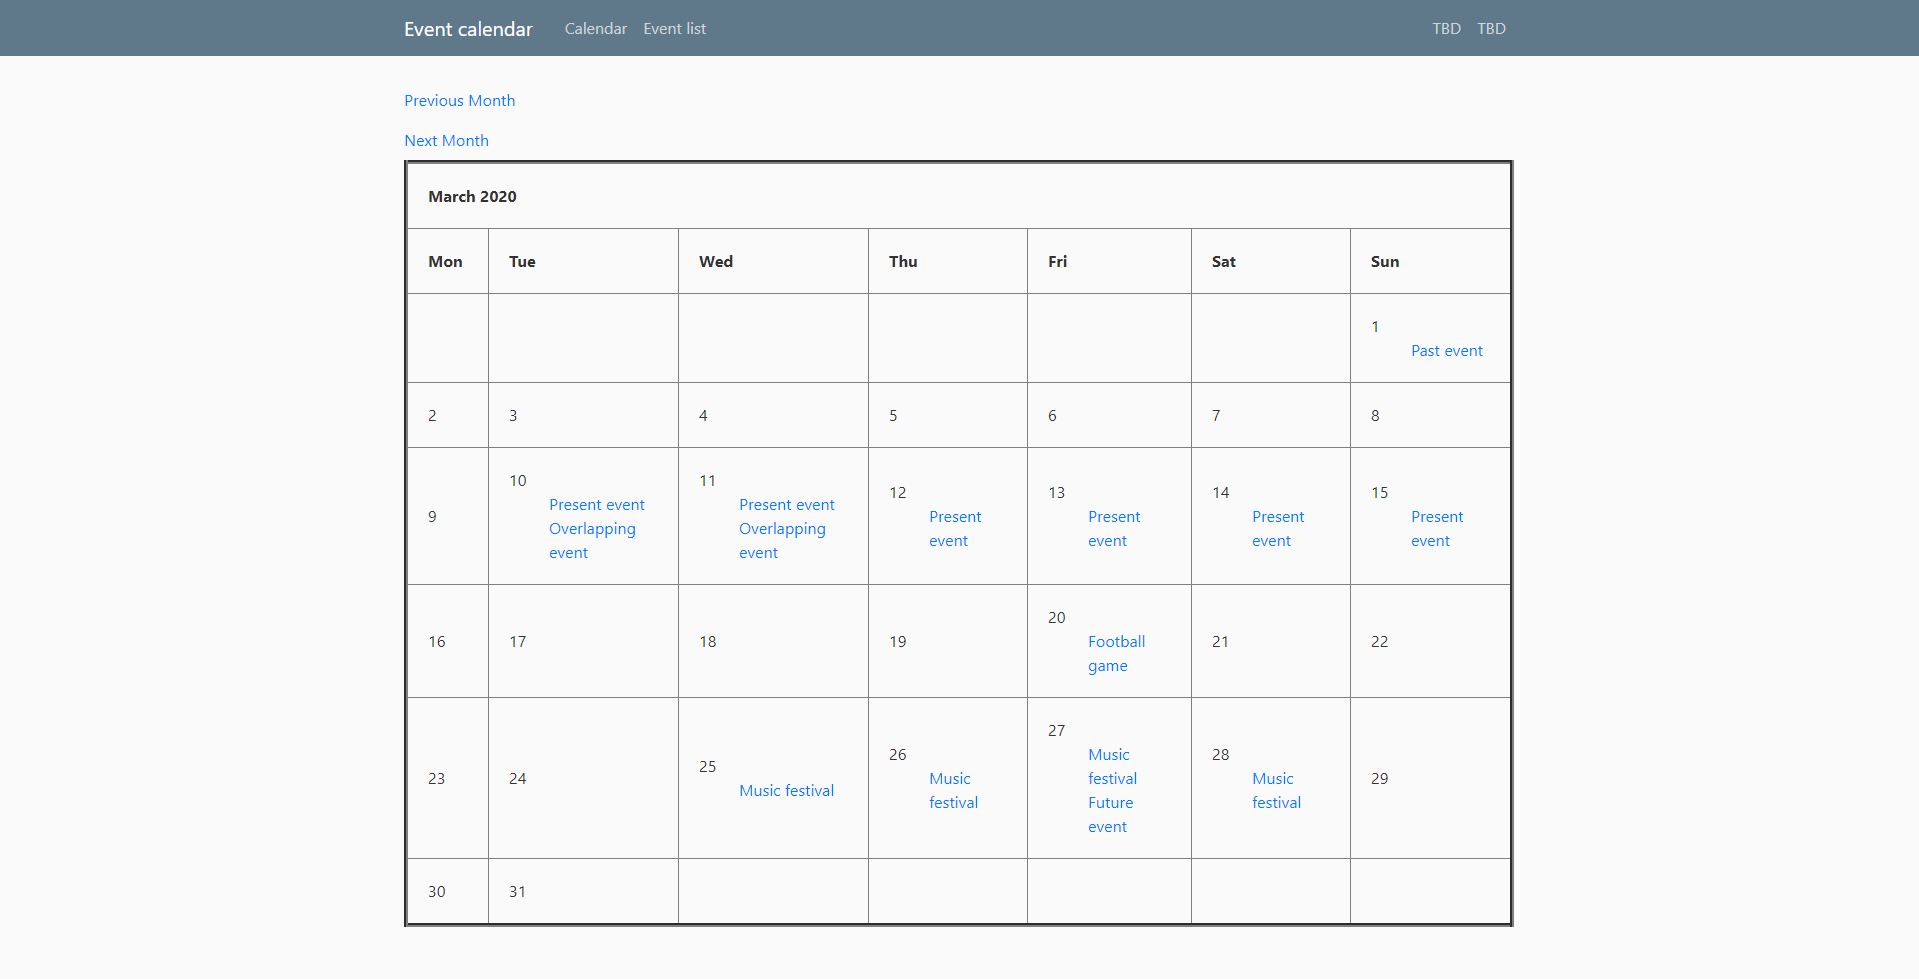 Event calendar Calendar Event list TBD TBD
Previous Month
Next Month
March 2020
Mon Tue Wed Thu Fri Sat Sun
1
Past event
2 3 4 5 6 7 8
9
10
Present event
Overlapping
event
11
Present event
Overlapping
event
12
Present
event
13
Present
event
14
Present
event
15
Present
event
16 17 18 19
20
Football
game
21 22
23 24
25
Music festival
26
Music
festival
27
Music
festival
Future
event
28
Music
festival
29
30 31